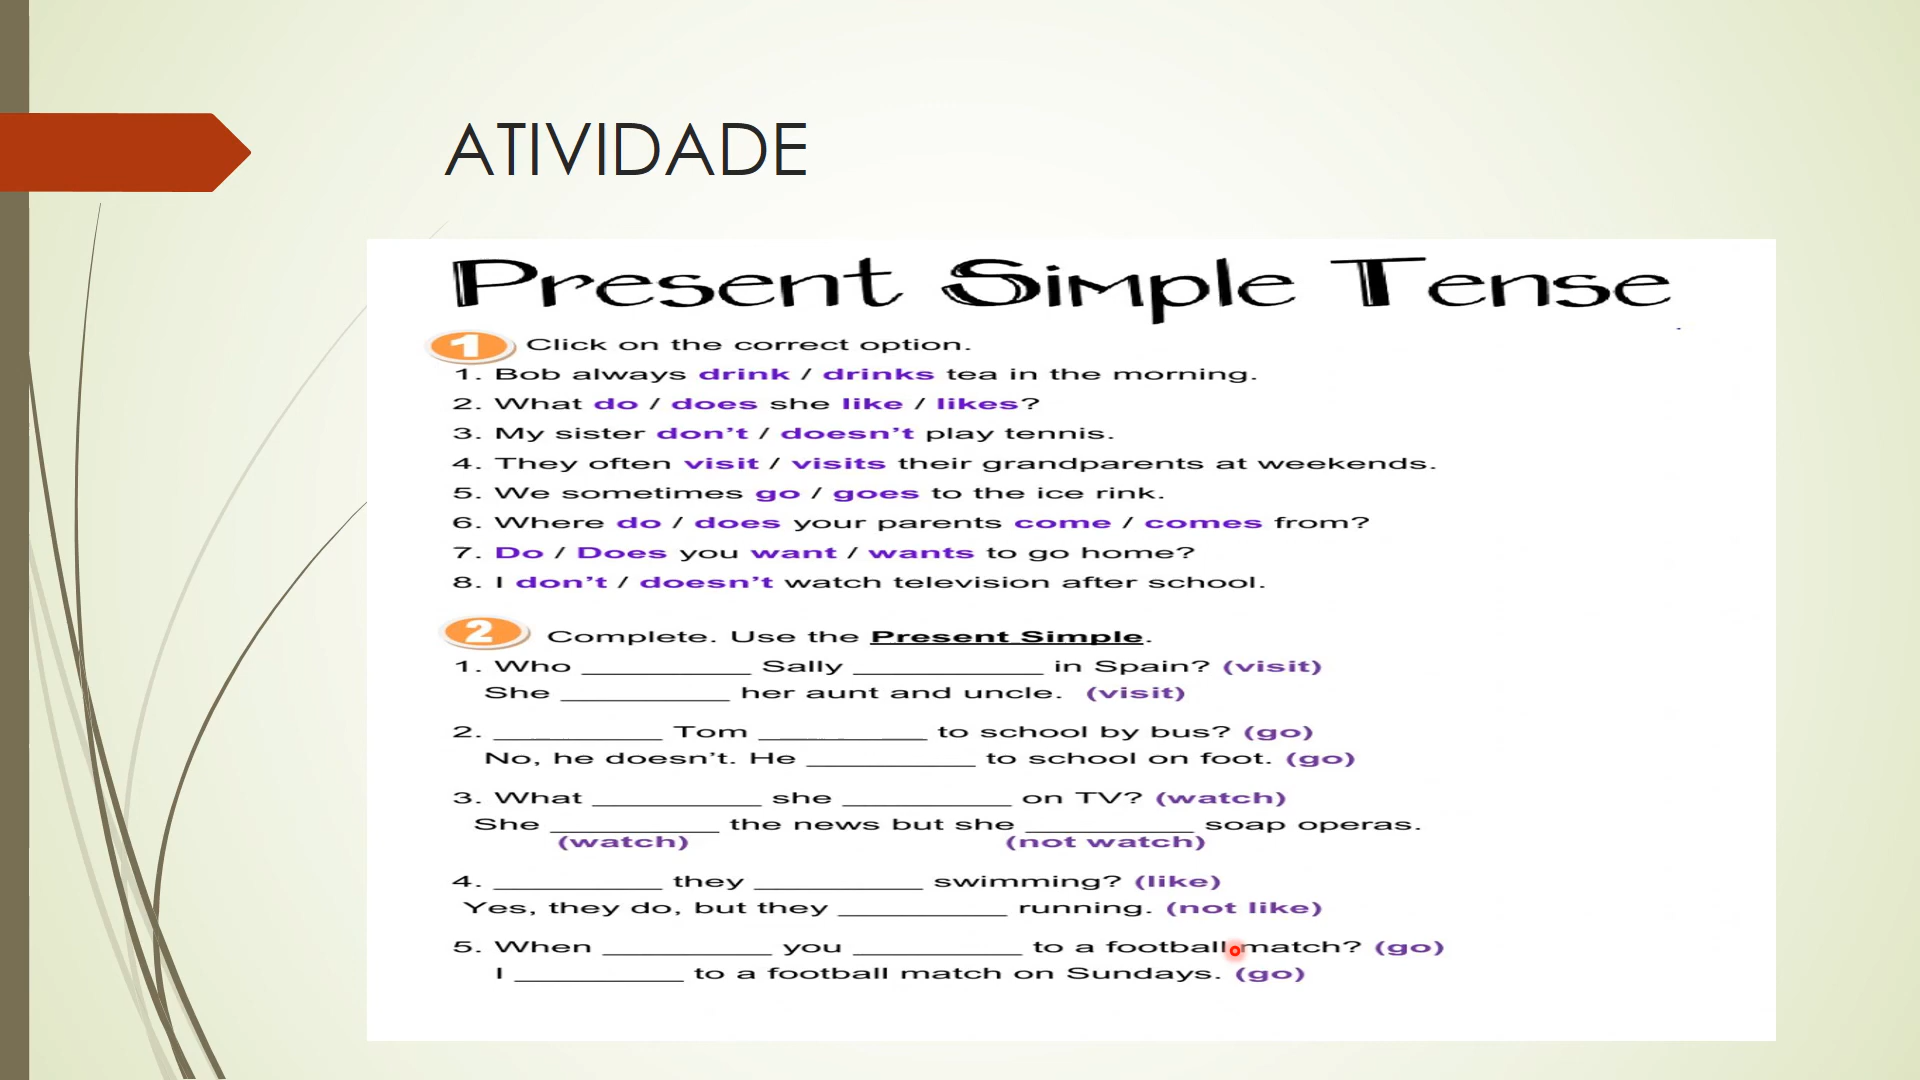 ATIVIDADE
Present Simple Tense
1 Click on the correct option.
1. Bob always drink / drinks tea in the morning.
2. What do / does she like / likes?
3. My sister don't / doesn't play tennis.
4. They often visit / visits their grandparents at weekends.
5. We sometimes go / goes to the ice rink.
6. Where do / does your parents come / comes from?
7. Do / Does you want / wants to go home?
8. I don't / doesn't watch television after school.
2 Complete. Use the Present Simple.
1. Who __________ Sally __________ in Spain? (visit)
She __________ her aunt and uncle. (visit)
2. __________ Tom __________ to school by bus? (go)
No, he doesn't. He __________ to school on foot. (go)
3. What __________ she __________ on TV? (watch)
She __________ the news but she __________ soap operas.
(watch) (not watch)
4. __________ they __________ swimming? (like)
Yes, they do, but they __________ running. (not like)
5. When __________ you __________ to a football match? (go)
I __________ to a football match on Sundays. (go)